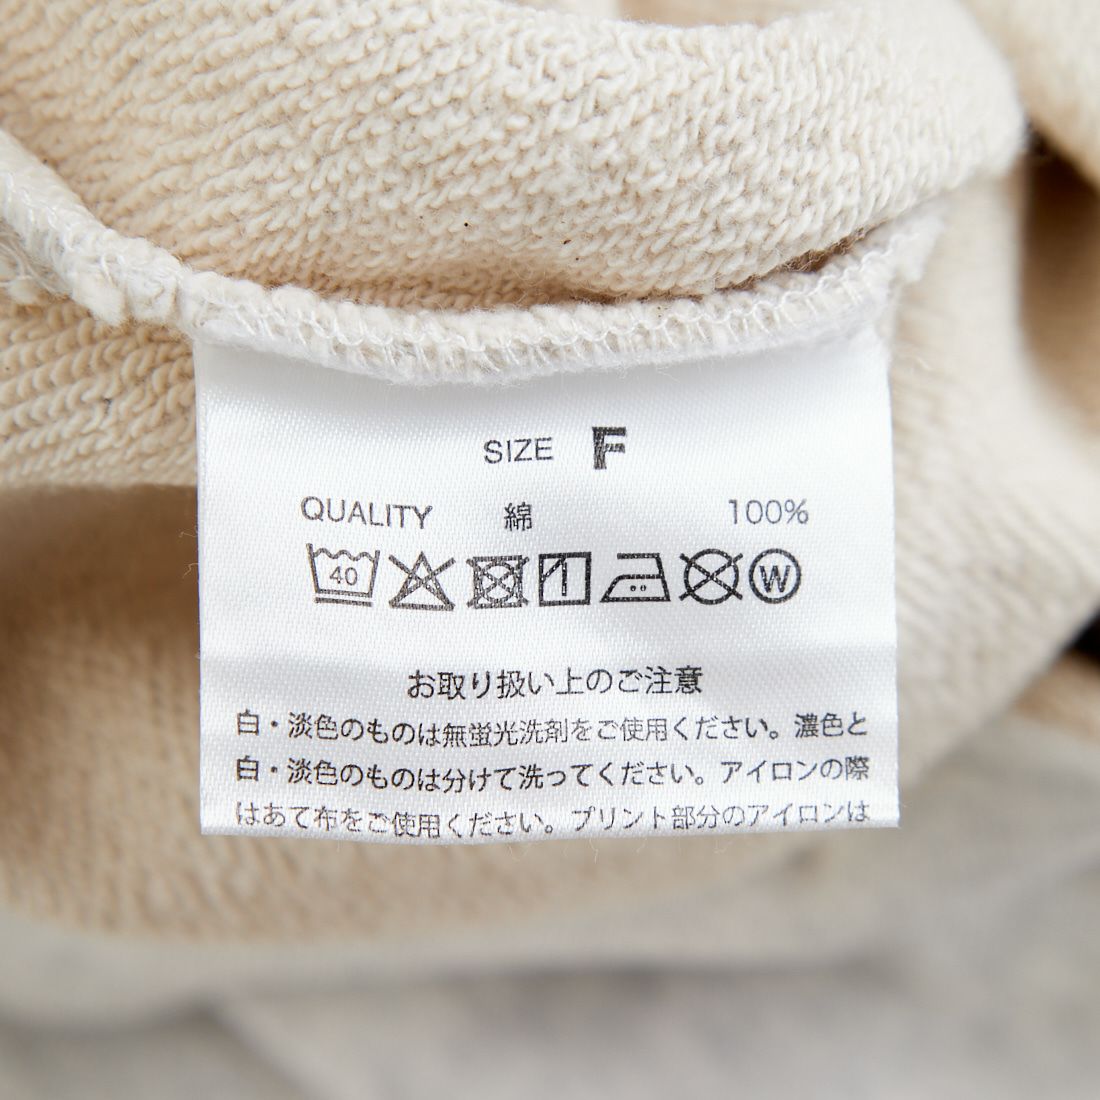 SIZE F
QUALITY 綿 100%
40 W
お取り扱い上のご注意
白・淡色のものは無蛍光洗剤をご使用ください。濃色と
白・淡色のものは分けて洗ってください。アイロンの際
はあて布をご使用ください。プリント部分のアイロンは